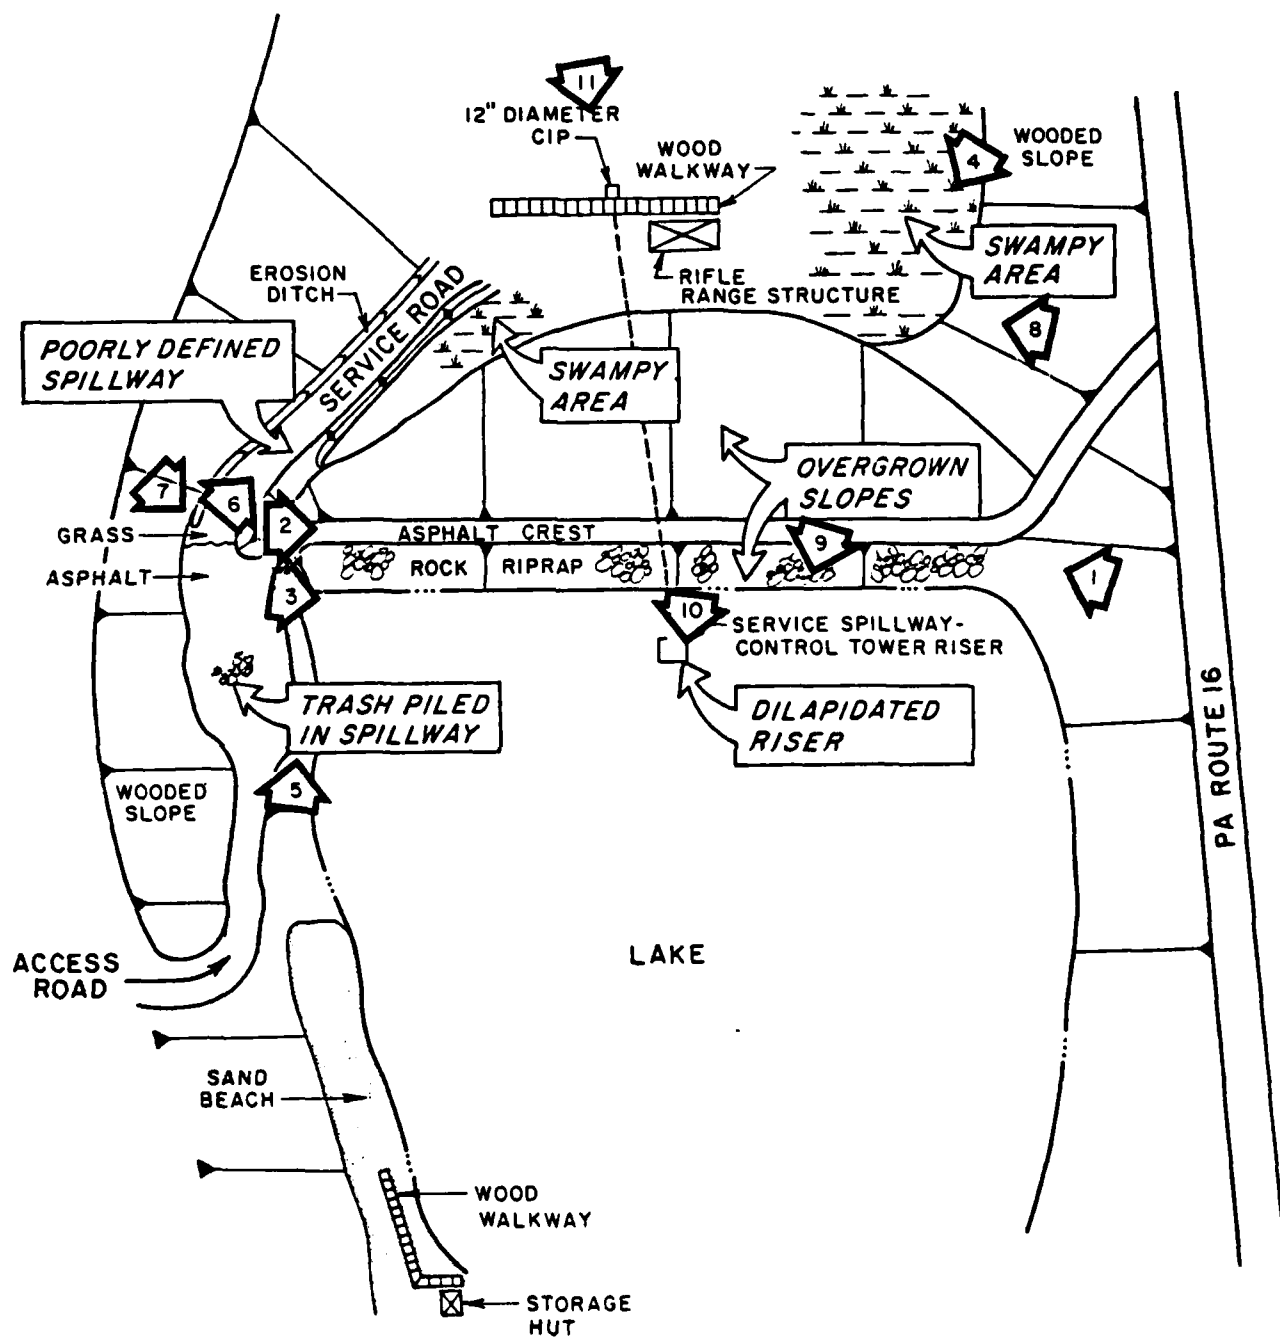 11
12" DIAMETER
CIP
WOOD
WALKWAY
WOODED
SLOPE
4
SWAMPY
AREA
EROSION
DITCH
SERVICE ROAD
RIFLE
RANGE STRUCTURE
8
POORLY DEFINED
SPILLWAY
SWAMPY
AREA
OVERGROWN
SLOPES
7
6
2
GRASS
ASPHALT CREST
9
ASPHALT
ROCK RIPRAP
1
3
10
SERVICE SPILLWAY-
CONTROL TOWER RISER
TRASH PILED
IN SPILLWAY
DILAPIDATED
RISER
PA ROUTE 16
5
WOODED
SLOPE
ACCESS
ROAD
LAKE
SAND
BEACH
WOOD
WALKWAY
STORAGE
HUT